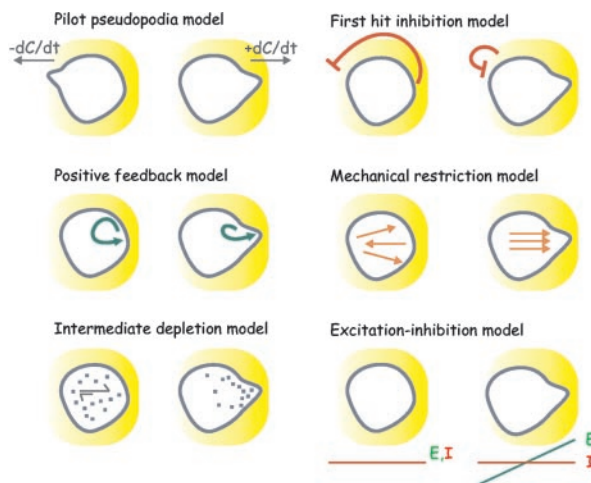 Pilot pseudopodia model
-dC/dt
+dC/dt
First hit inhibition model
Positive feedback model
Mechanical restriction model
Intermediate depletion model
Excitation-inhibition model
E,I
E
I